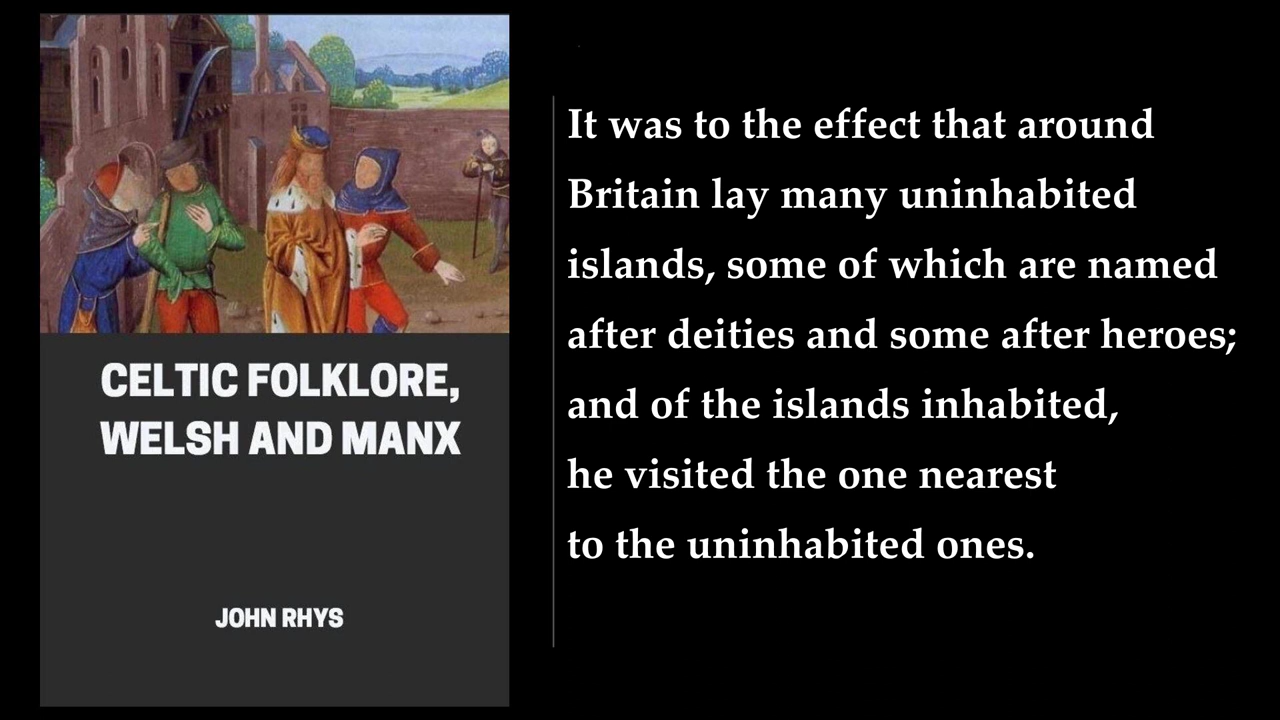 CELTIC FOLKLORE,
WELSH AND MANX
JOHN RHYS
It was to the effect that around
Britain lay many uninhabited
islands, some of which are named
after deities and some after heroes;
and of the islands inhabited,
he visited the one nearest
to the uninhabited ones.